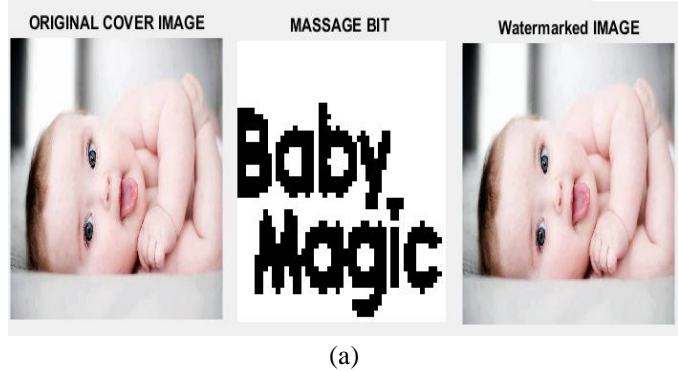 ORIGINAL COVER IMAGE
MASSAGE BIT
Watermarked IMAGE
Baby
Magic
(a)